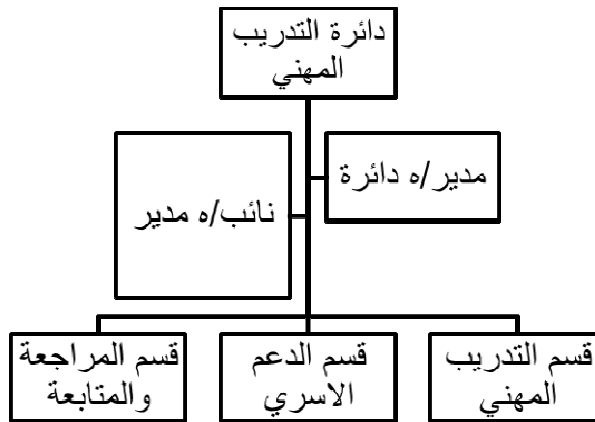 دائرة التدريب
المهني
مدير/ه دائرة
نائب/ه مدير
قسم التدريب
المهني
قسم الدعم
الاسري
قسم المراجعة
والمتابعة